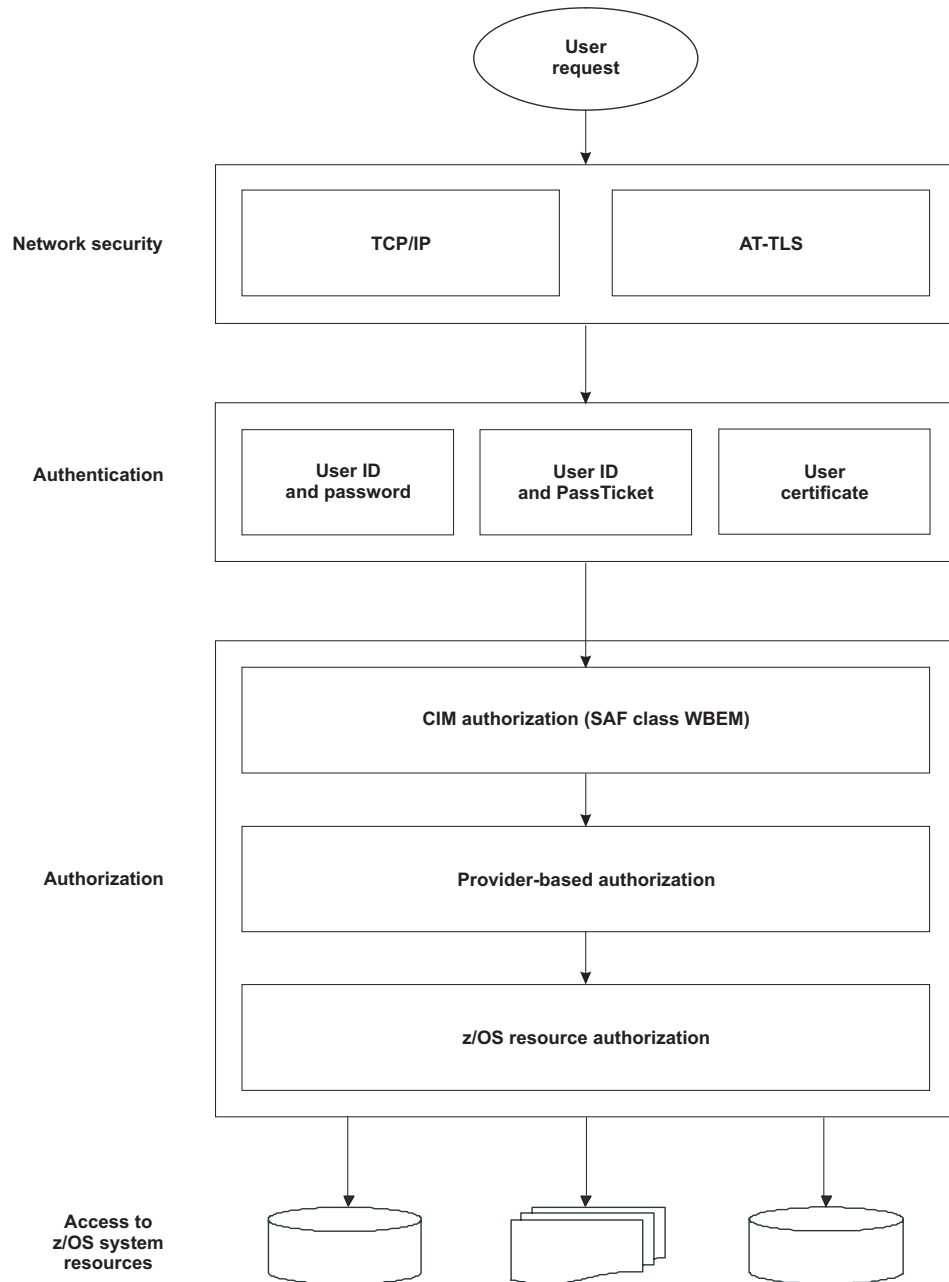 User
request
Network security
TCP/IP
AT-TLS
Authentication
User ID
and password
User ID
and PassTicket
User
certificate
CIM authorization (SAF class WBEM)
Authorization
Provider-based authorization
z/OS resource authorization
Access to
z/OS system
resources